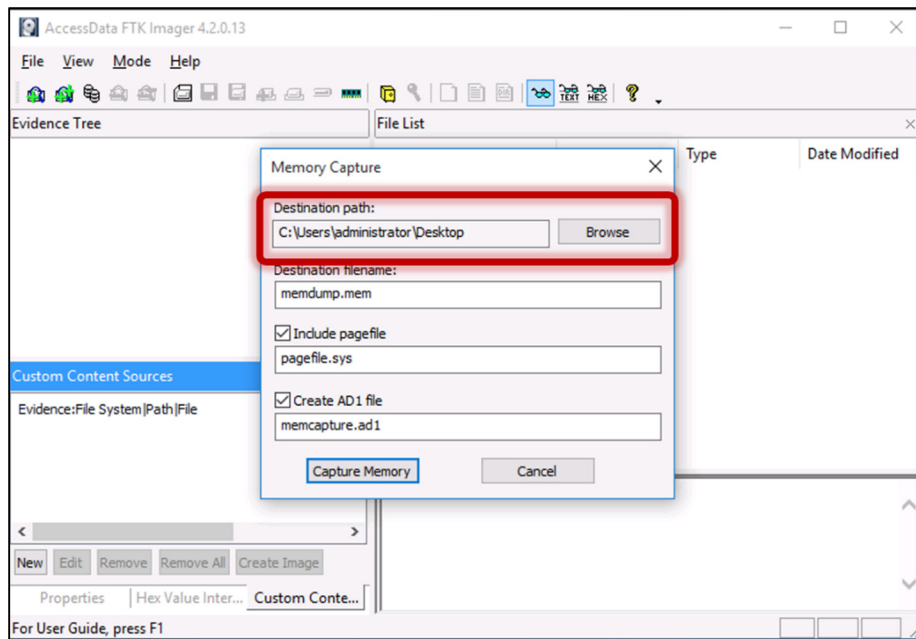 AccessData FTK Imager 4.2.0.13
File View Mode Help
TEXT HEX
Evidence Tree
File List
Type Date Modified
Memory Capture
Destination path:
C:\Users\administrator\Desktop Browse
Destination filename:
memdump.mem
Include pagefile
pagefile.sys
Custom Content Sources
Create AD1 file
Evidence:File System|Path|File
memcapture.ad1
Capture Memory Cancel
New Edit Remove Remove All Create Image
Properties Hex Value Inter... Custom Conte...
For User Guide, press F1